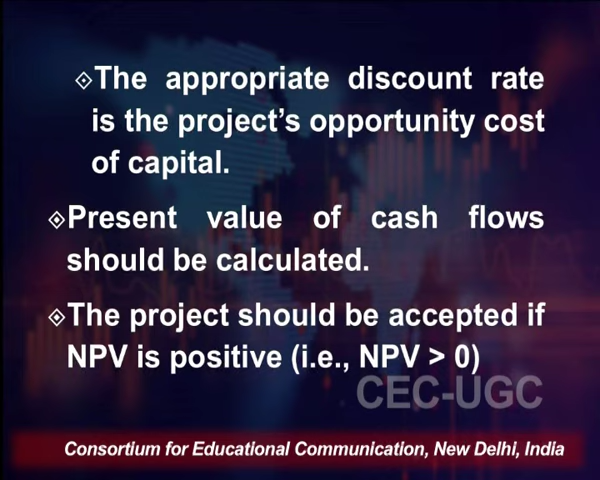 The appropriate discount rate
is the project's opportunity cost
of capital.
Present value of cash flows
should be calculated.
The project should be accepted if
NPV is positive (i.e., NPV > 0)
CEC-UGC
Consortium for Educational Communication, New Delhi, India